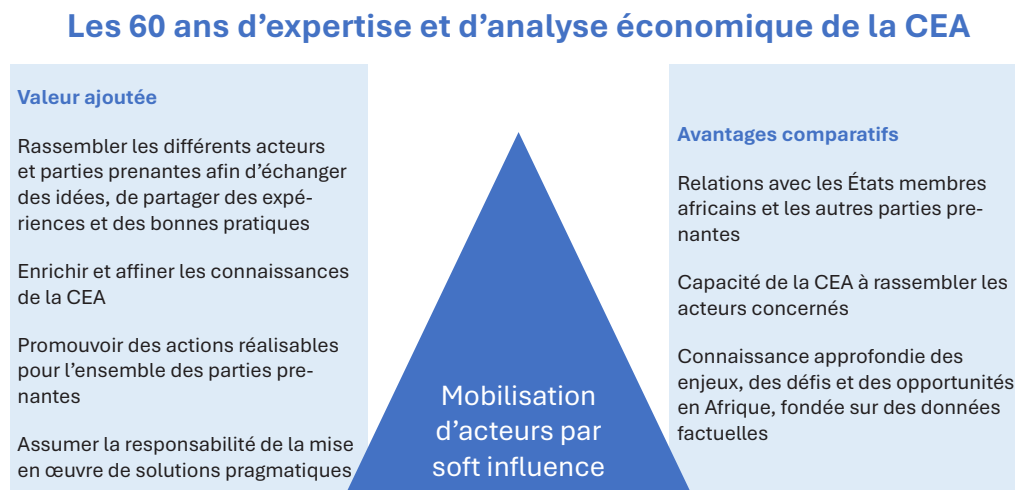 Les 60 ans d’expertise et d’analyse économique de la CEA
Valeur ajoutée
Rassembler les différents acteurs
et parties prenantes afin d’échanger
des idées, de partager des expé-
riences et des bonnes pratiques
Enrichir et affiner les connaissances
de la CEA
Promouvoir des actions réalisables
pour l’ensemble des parties pre-
nantes
Assumer la responsabilité de la mise
en œuvre de solutions pragmatiques
Mobilisation
d’acteurs par
soft influence
Avantages comparatifs
Relations avec les États membres
africains et les autres parties pre-
nantes
Capacité de la CEA à rassembler les
acteurs concernés
Connaissance approfondie des
enjeux, des défis et des opportunités
en Afrique, fondée sur des données
factuelles